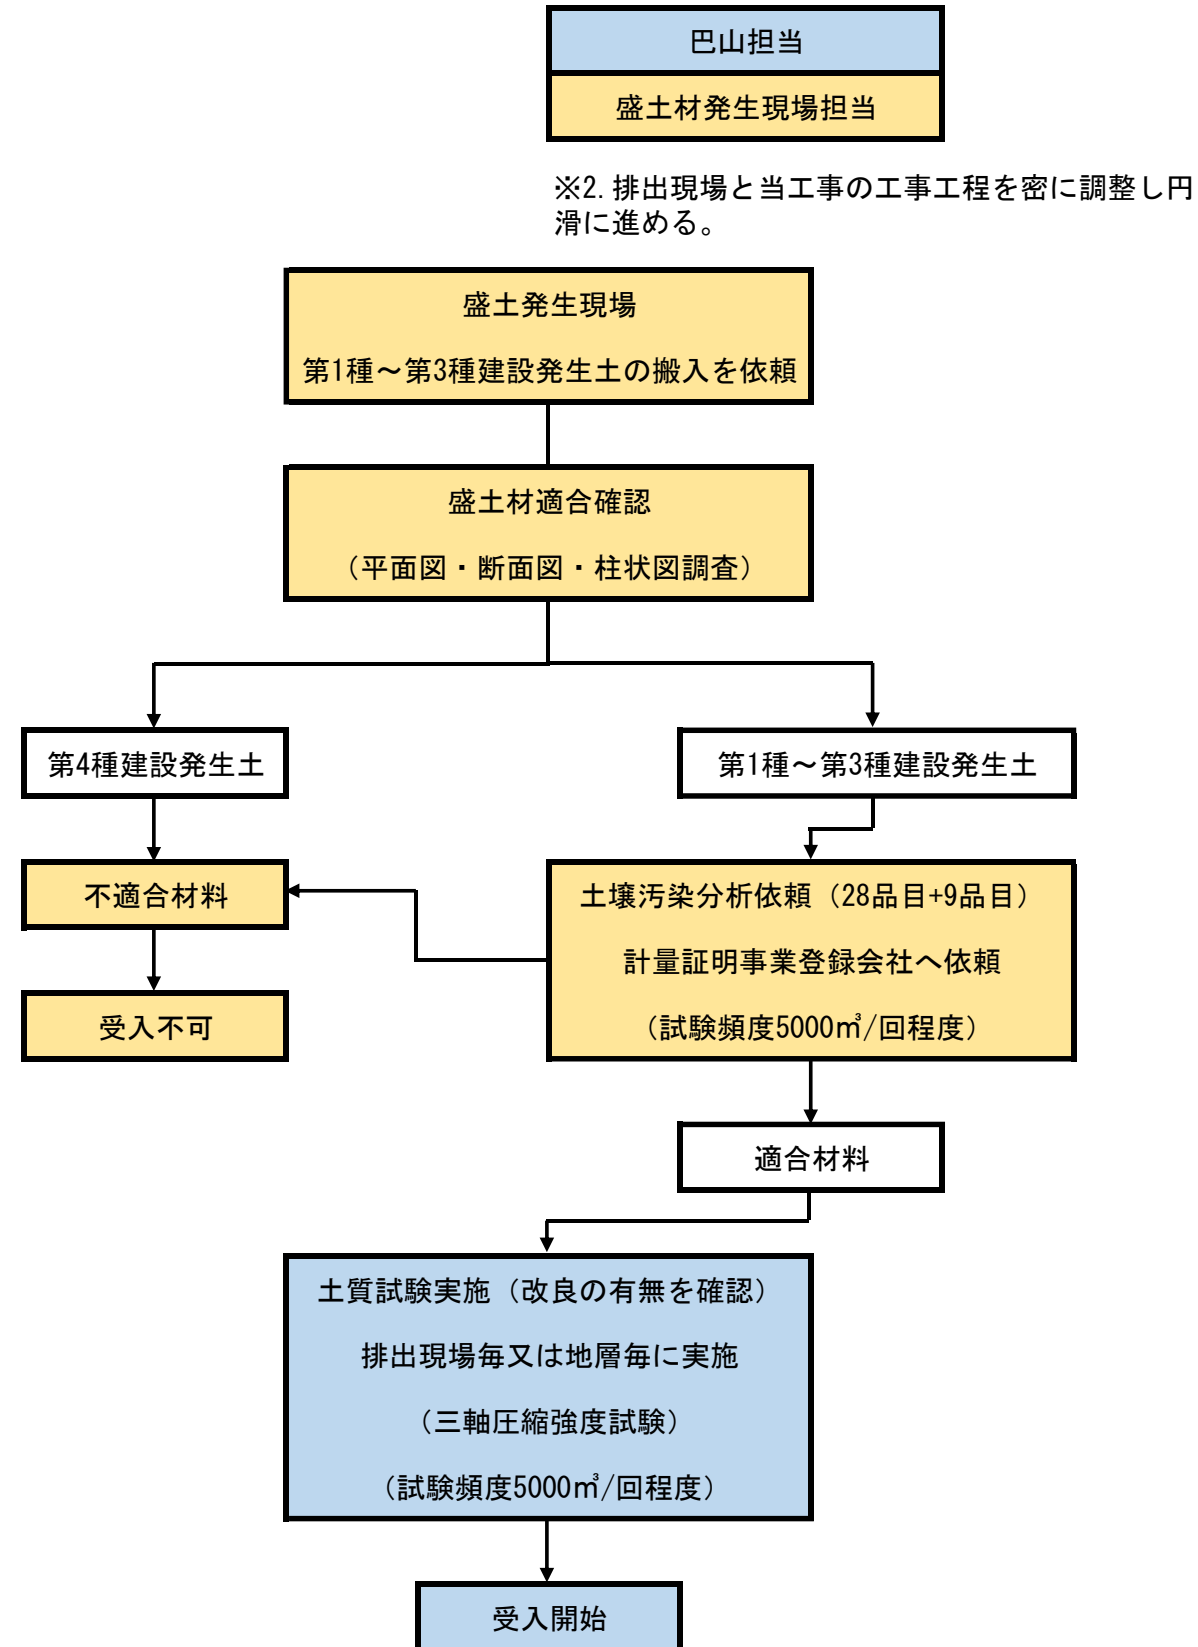 巴山担当
盛土材発生現場担当
※2.排出現場と当工事の工事工程を密に調整し円
滑に進める。
盛土発生現場
第1種～第3種建設発生土の搬入を依頼
盛土材適合確認
（平面図・断面図・柱状図調査）
第4種建設発生土
第1種～第3種建設発生土
不適合材料
土壌汚染分析依頼（28品目+9品目）
計量証明事業登録会社へ依頼
（試験頻度5000㎥/回程度）
受入不可
適合材料
土質試験実施（改良の有無を確認）
排出現場毎又は地層毎に実施
（三軸圧縮強度試験）
（試験頻度5000㎥/回程度）
受入開始